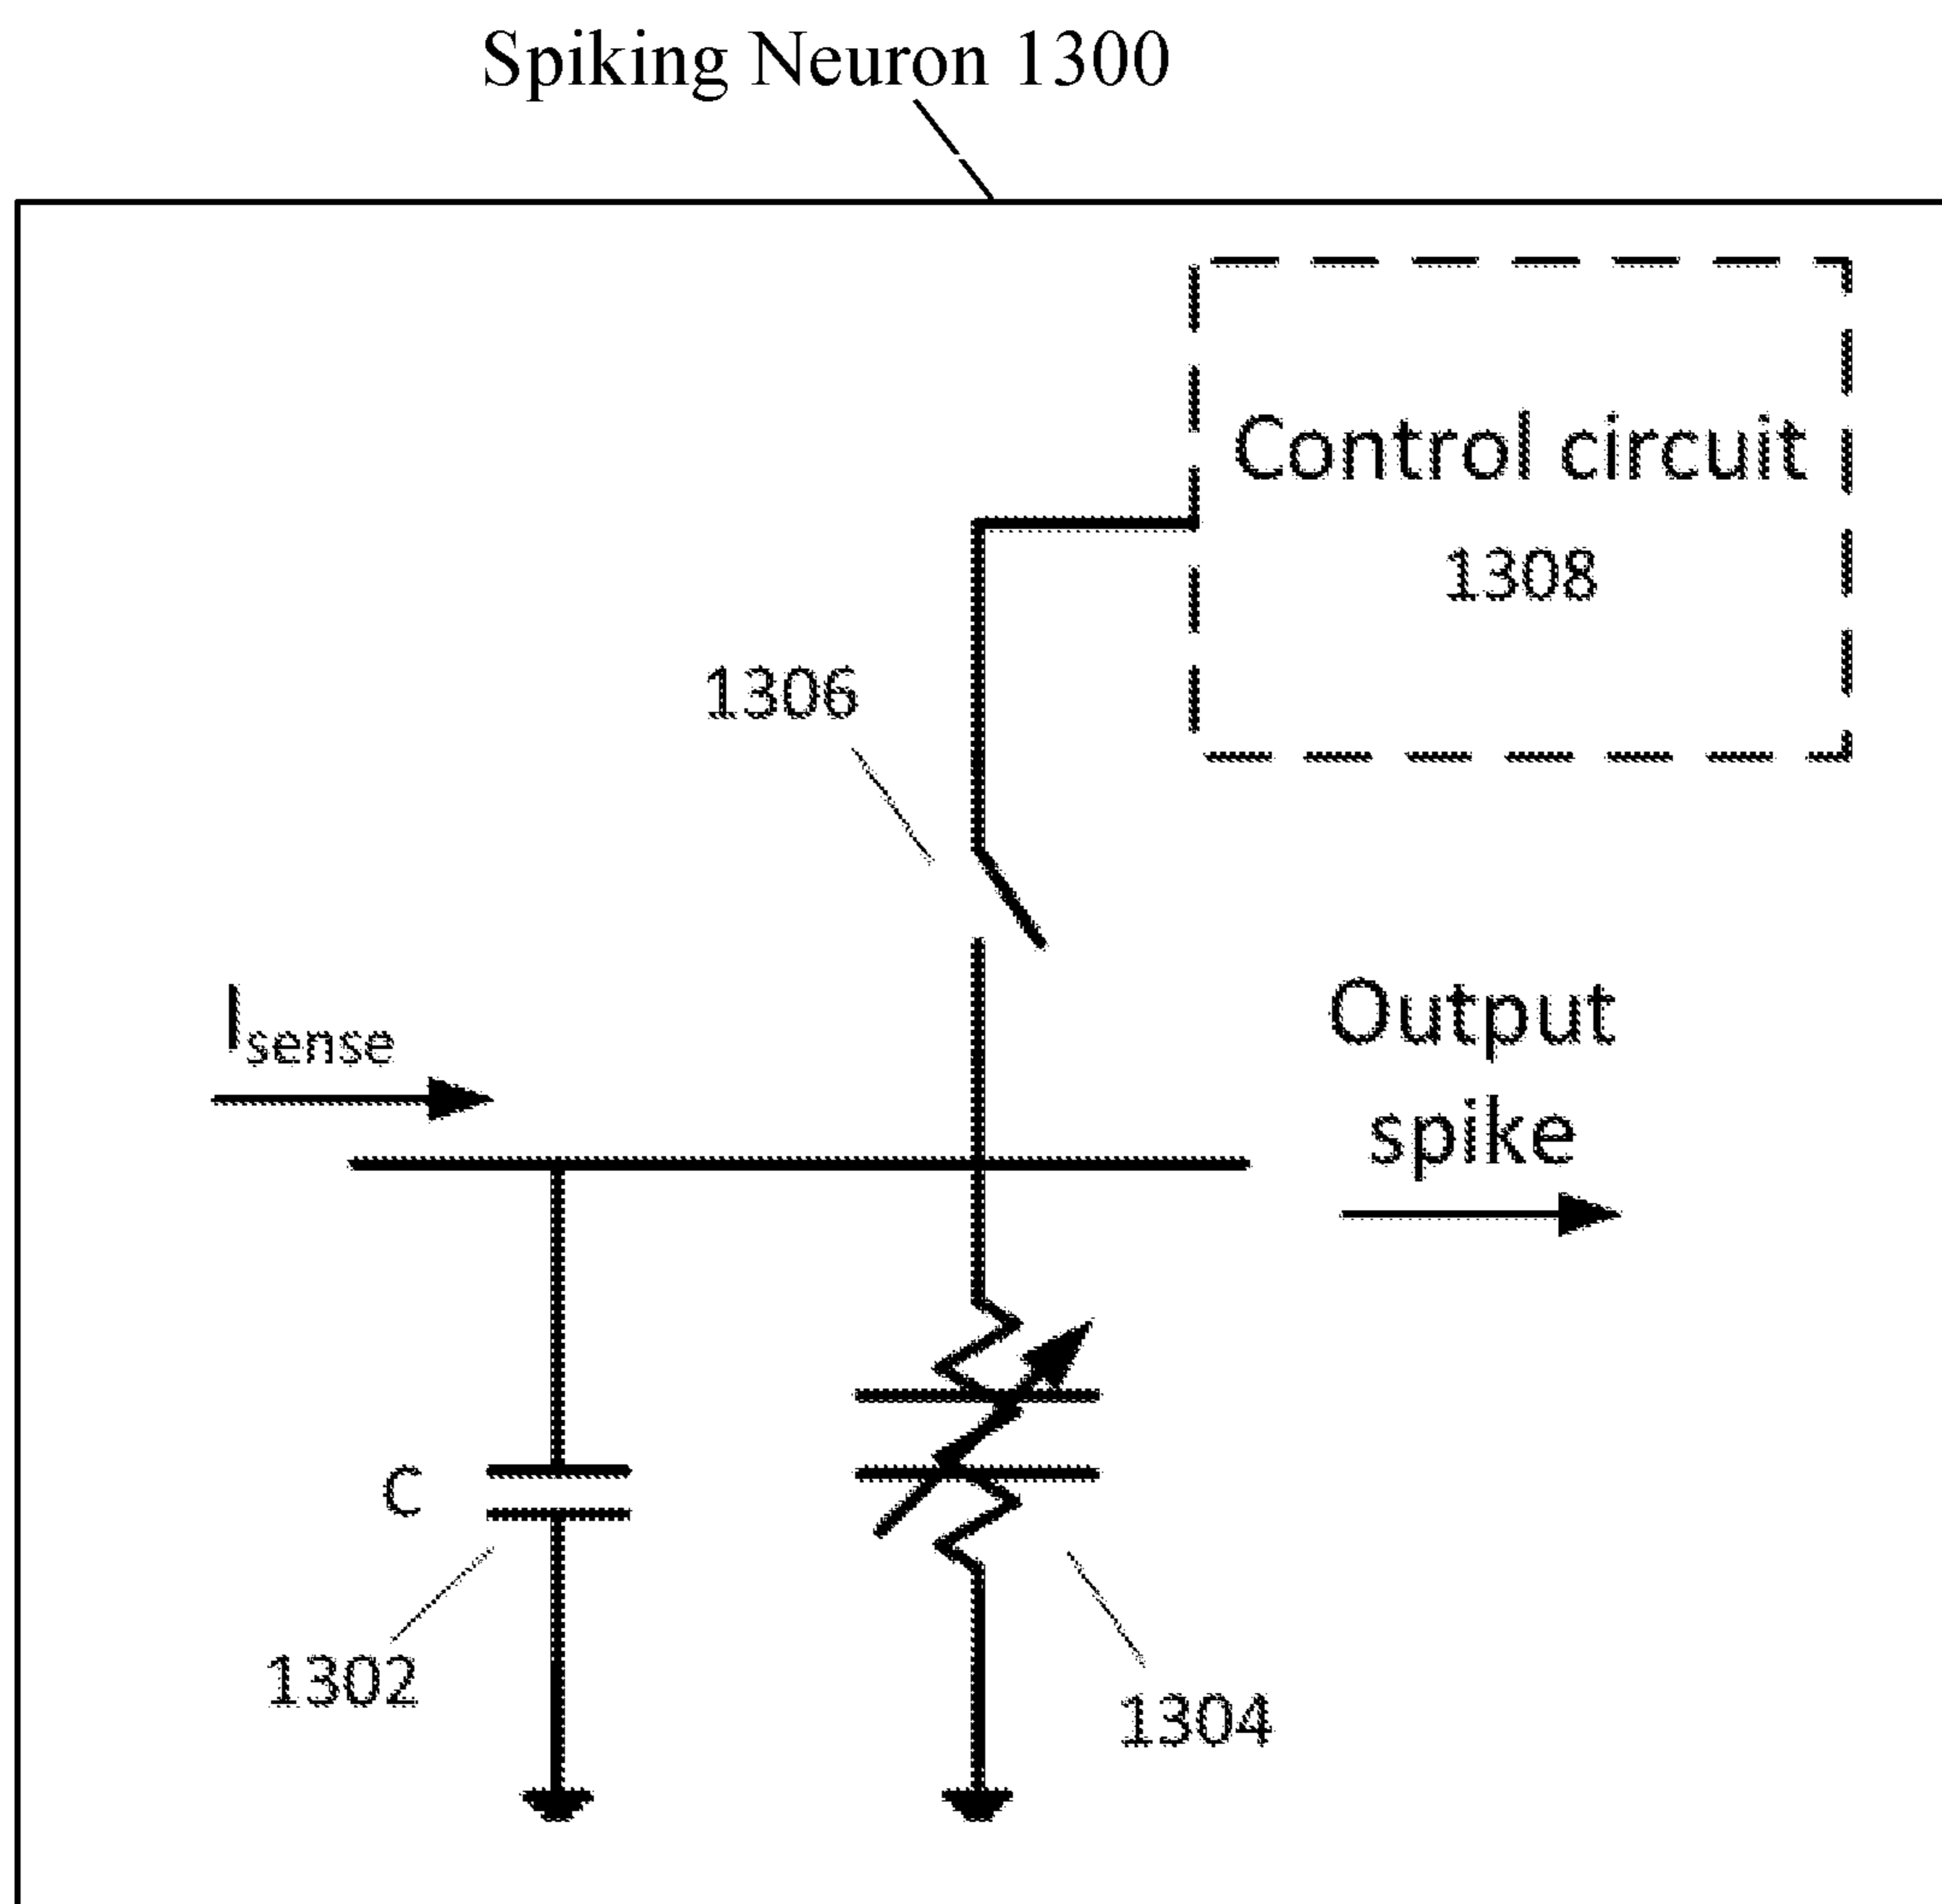 Spiking Neuron 1300
Control circuit
1308
1306
Isense
Output
spike
C
1302
1304